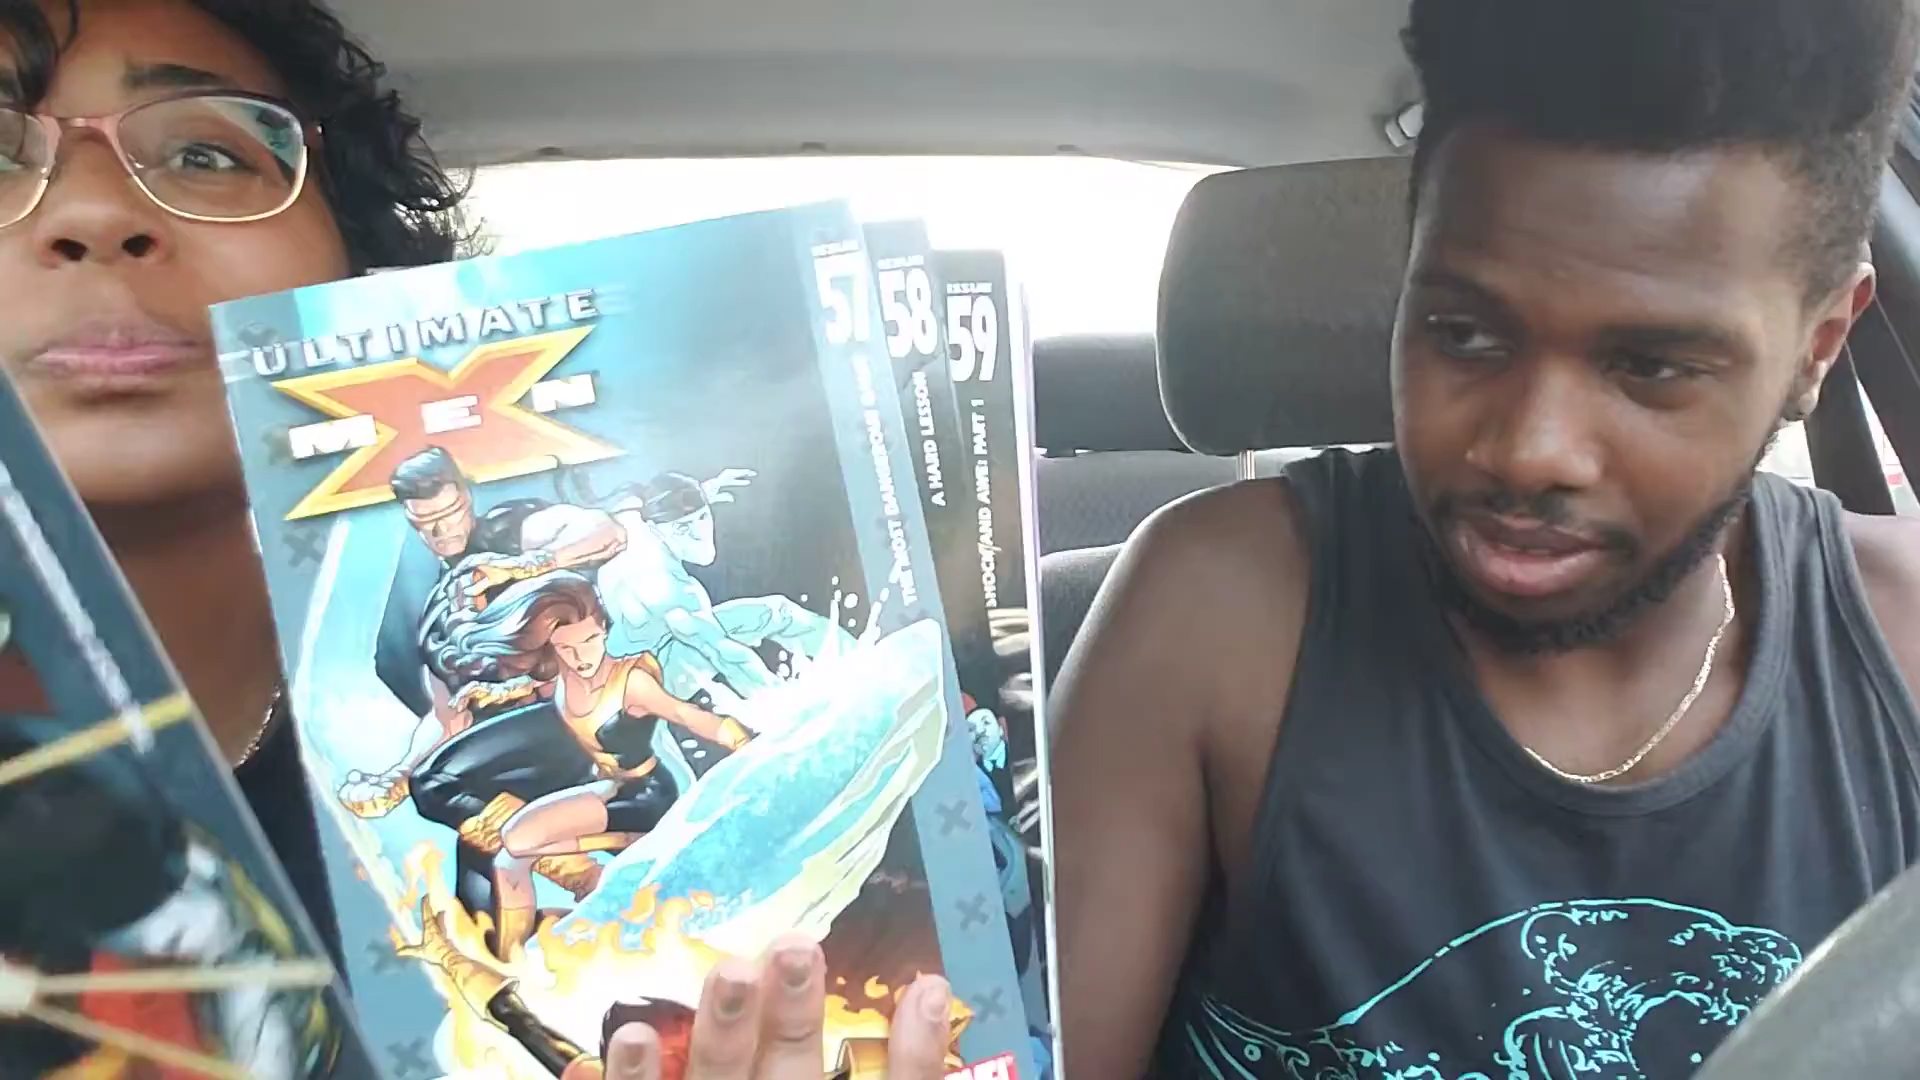 ULTIMATE
X
MEN
ISSUE
57
THE MOST DANGEROUS GAME
ISSUE
58
A HARD LESSON
ISSUE
59
SHOCK AND AWE: PART 1